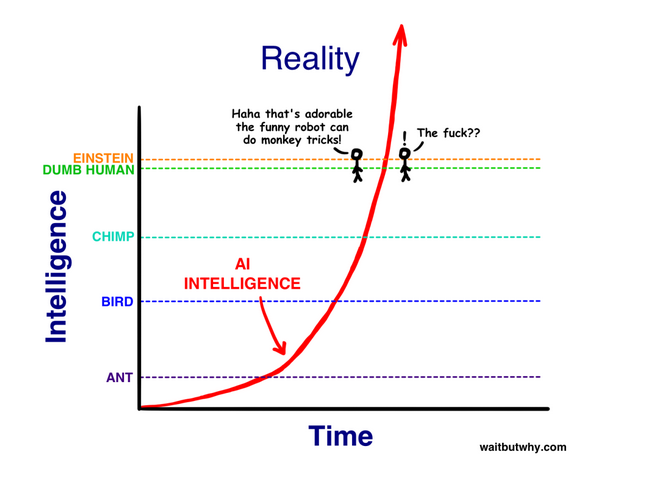 Reality
Haha that's adorable
the funny robot can
do monkey tricks!
!
The fuck??
EINSTEIN
DUMB HUMAN
CHIMP
AI
INTELLIGENCE
BIRD
ANT
Intelligence
Time
waitbutwhy.com